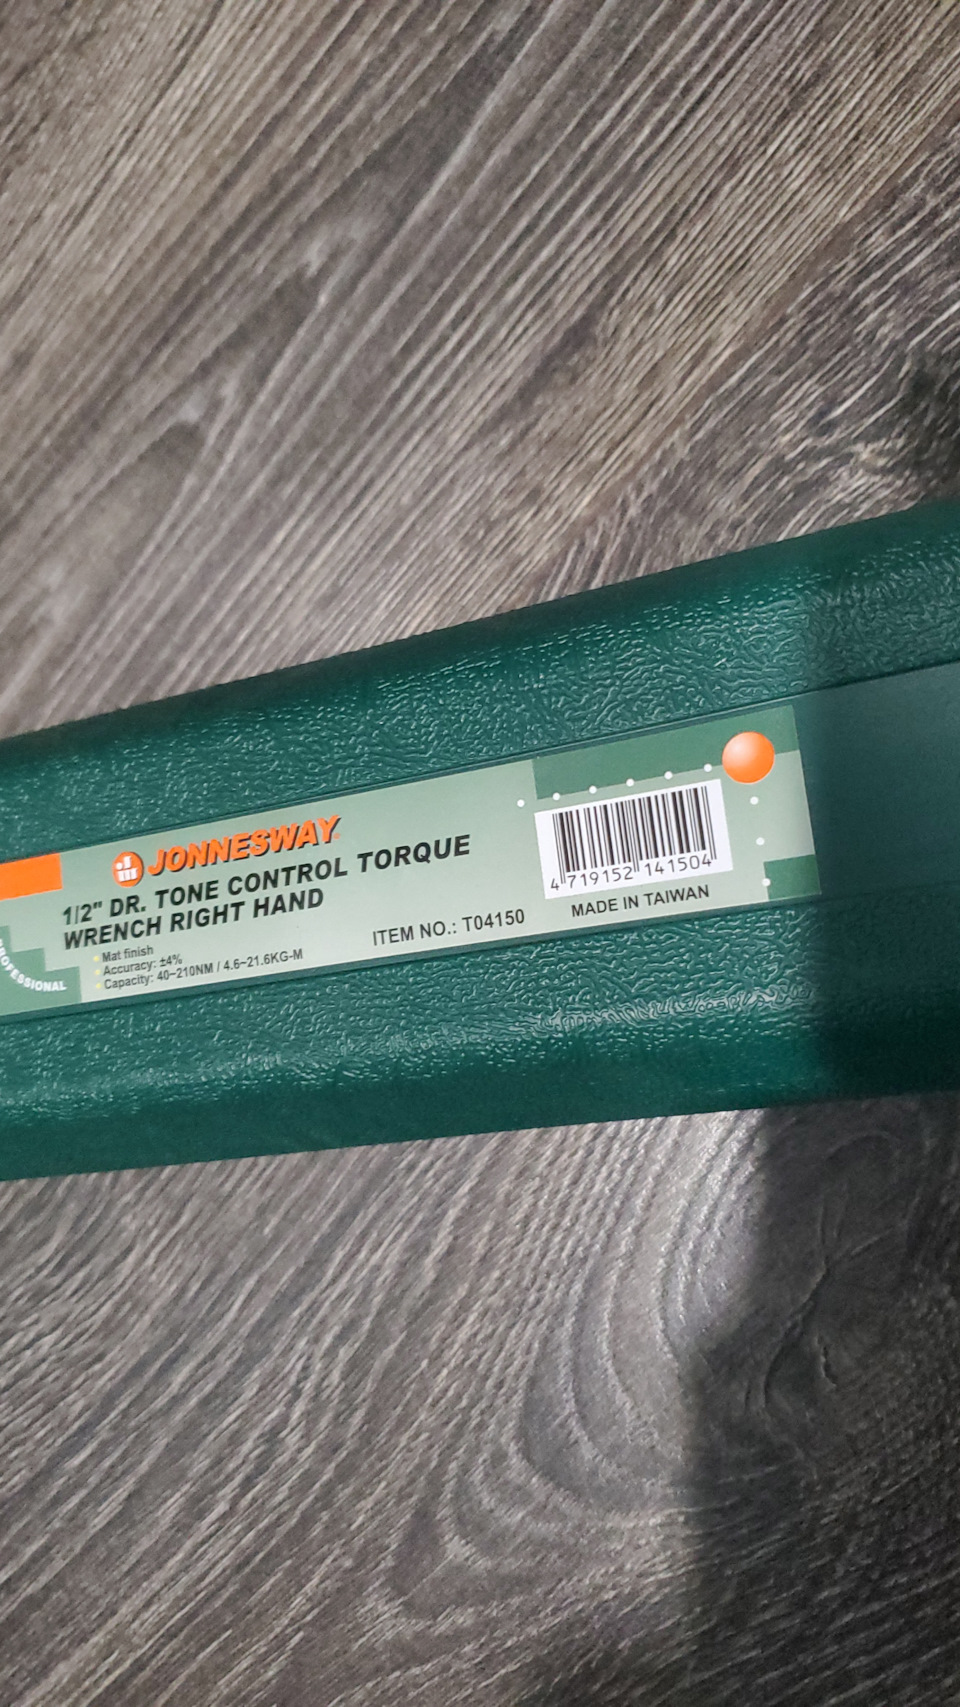 JONNESWAY
1/2" DR. TONE CONTROL TORQUE
WRENCH RIGHT HAND
Mat finish
Accuracy: ±4%
Capacity: 40~210NM / 4.6~21.6KG-M
ITEM NO.: T04150
4 719152 141504
MADE IN TAIWAN
PROFESSIONAL